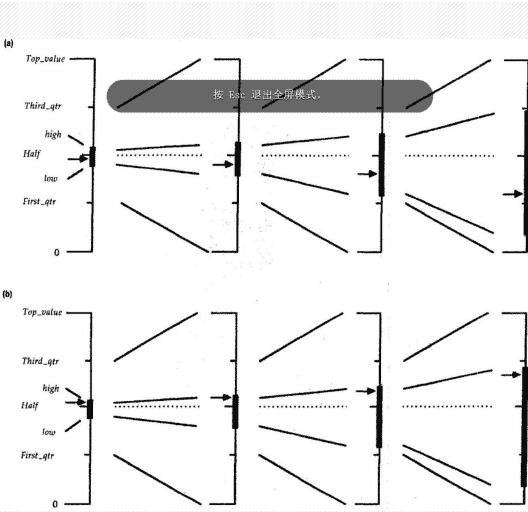 (a)
Top_value
按 Esc 退出全屏模式.
Third_qtr
high
Half
low
First_qtr
0
(b)
Top_value
Third_qtr
high
Half
low
First_qtr
0